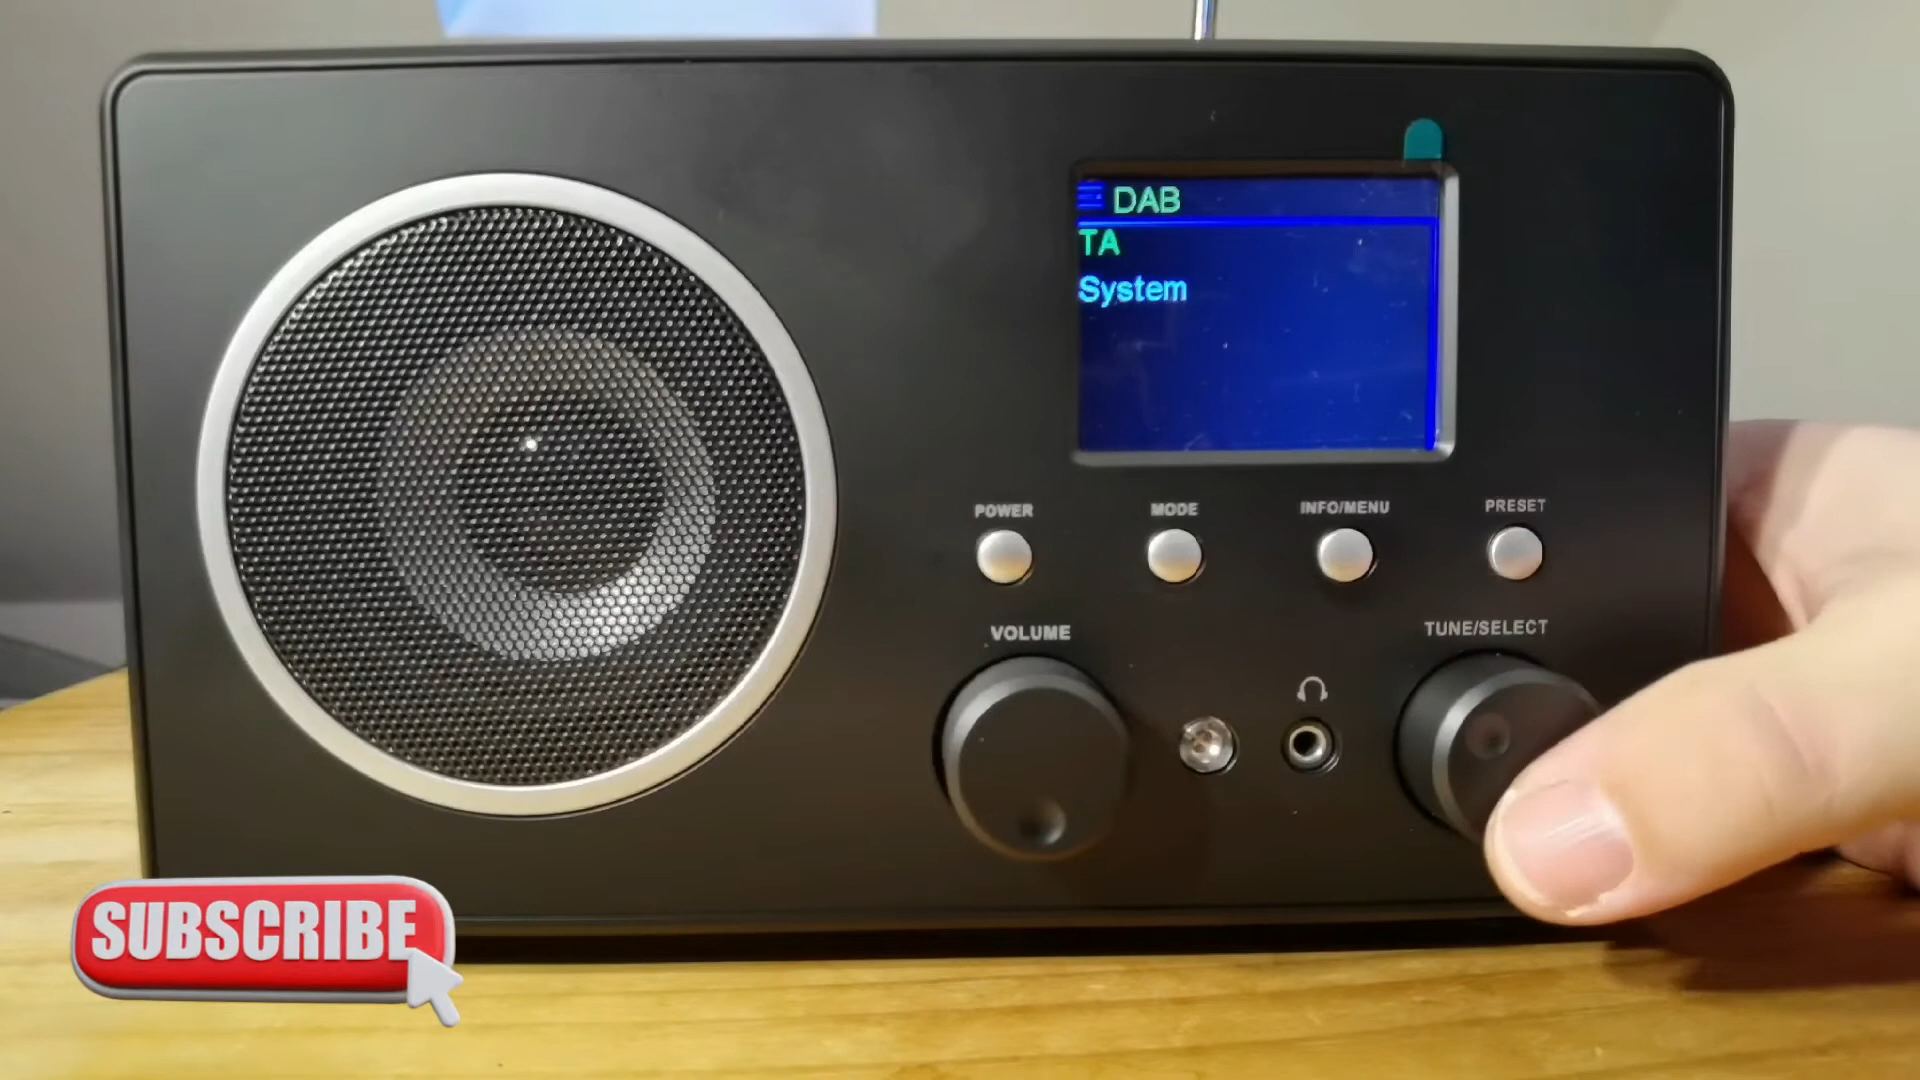 DAB
TA
System
POWER
MODE
INFO/MENU
PRESET
VOLUME
TUNE/SELECT
SUBSCRIBE